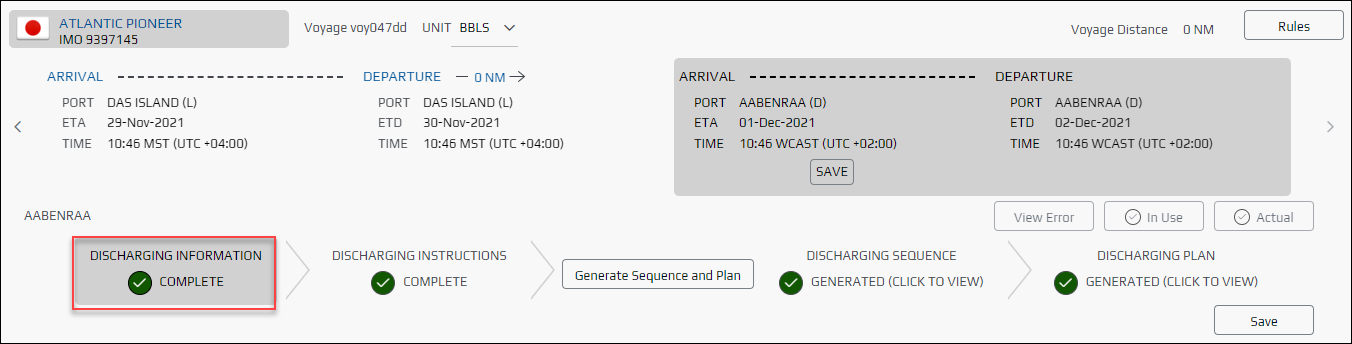 ATLANTIC PIONEER
IMO 9397145
Voyage voy047dd UNIT BBLS
Voyage Distance 0 NM
Rules
ARRIVAL DEPARTURE 0 NM
PORT DAS ISLAND (L) PORT DAS ISLAND (L)
ETA 29-Nov-2021 ETD 30-Nov-2021
TIME 10:46 MST (UTC +04:00) TIME 10:46 MST (UTC +04:00)
ARRIVAL DEPARTURE
PORT AABENRAA (D) PORT AABENRAA (D)
ETA 01-Dec-2021 ETD 02-Dec-2021
TIME 10:46 WCAST (UTC +02:00) TIME 10:46 WCAST (UTC +02:00)
SAVE
AABENRAA
View Error In Use Actual
DISCHARGING INFORMATION
COMPLETE
DISCHARGING INSTRUCTIONS
COMPLETE
Generate Sequence and Plan
DISCHARGING SEQUENCE
GENERATED (CLICK TO VIEW)
DISCHARGING PLAN
GENERATED (CLICK TO VIEW)
Save